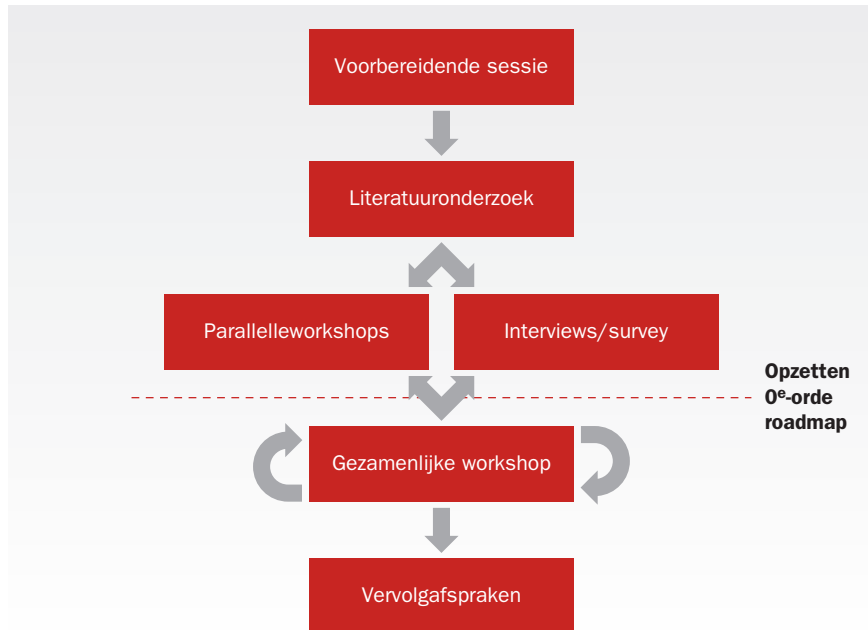 Voorbereidende sessie
Literatuuronderzoek
Parallelleworkshops
Interviews/survey
Opzetten
0ᵉ-orde
roadmap
Gezamenlijke workshop
Vervolgafspraken